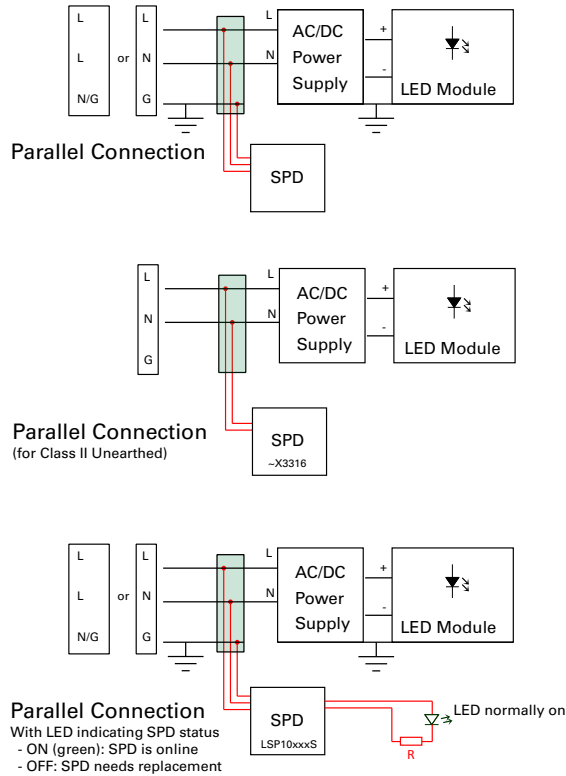 L L L
AC/DC
Power
Supply
+
L or N N
-
LED Module
N/G G
Parallel Connection
SPD
L L
AC/DC
Power
Supply
+
N N
-
LED Module
G
Parallel Connection
(for Class II Unearthed)
SPD
~X3316
L L L
AC/DC
Power
Supply
+
L or N N
-
LED Module
N/G G
Parallel Connection
With LED indicating SPD status
- ON (green): SPD is online
- OFF: SPD needs replacement
SPD
LSP10xxxS
LED normally on
R